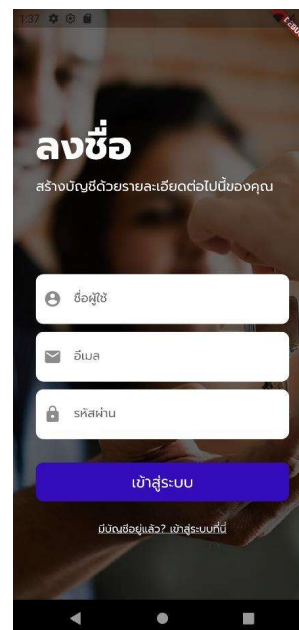 1:37
ลงชื่อ
สร้างบัญชีด้วยรายละเอียดต่อไปนี้ของคุณ
ชื่อผู้ใช้
อีเมล
รหัสผ่าน
เข้าสู่ระบบ
มีบัญชีอยู่แล้ว? เข้าสู่ระบบที่นี่